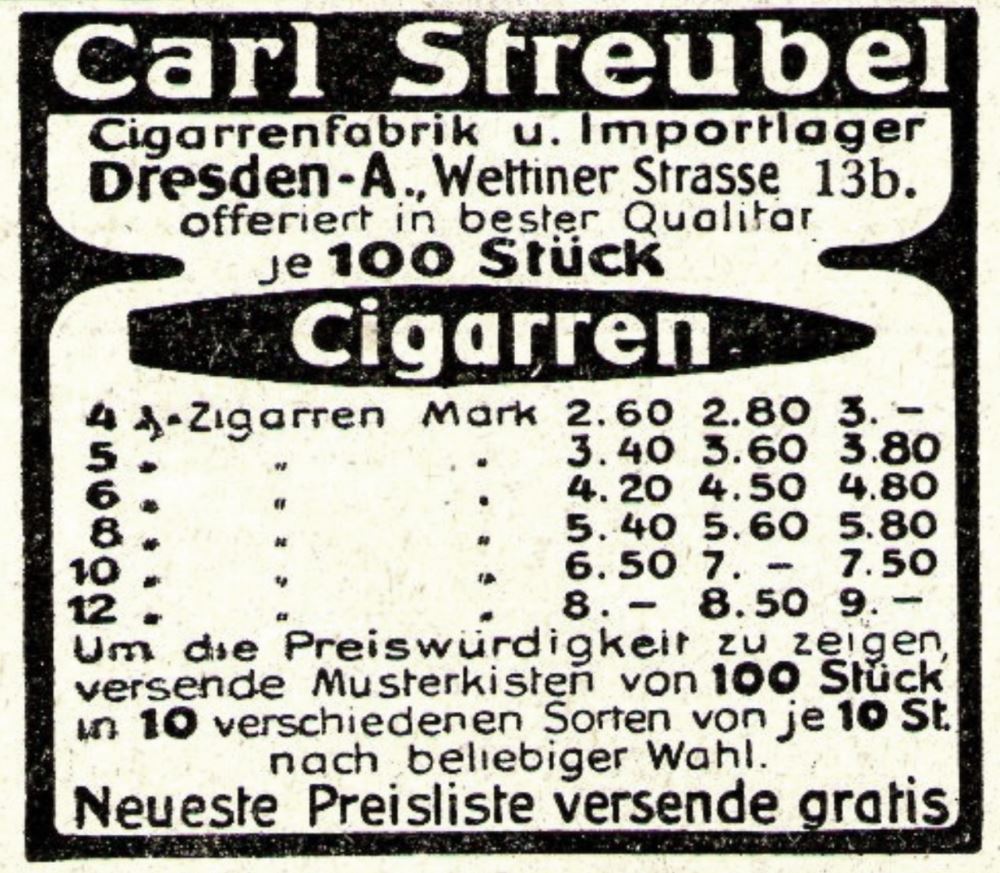 Carl Streubel
Cigarrenfabrik u. Importlager
Dresden-A., Wettiner Strasse 13b.
offeriert in bester Qualität
je 100 Stück
Cigarren
4 ₰-Zigarren Mark 2.60 2.80 3.–
5 „ „ „ 3.40 3.60 3.80
6 „ „ „ 4.20 4.50 4.80
8 „ „ „ 5.40 5.60 5.80
10 „ „ „ 6.50 7.– 7.50
12 „ „ „ 8.– 8.50 9.–
Um die Preiswürdigkeit zu zeigen,
versende Musterkisten von 100 Stück
in 10 verschiedenen Sorten von je 10 St.
nach beliebiger Wahl.
Neueste Preisliste versende gratis